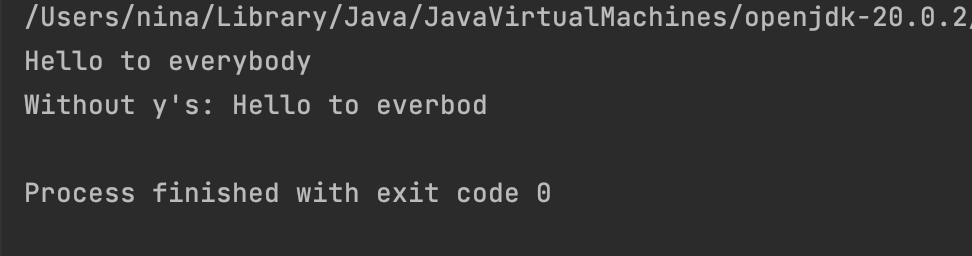 /Users/nina/Library/Java/JavaVirtualMachines/openjdk-20.0.2/
Hello to everybody
Without y's: Hello to everbod
Process finished with exit code 0